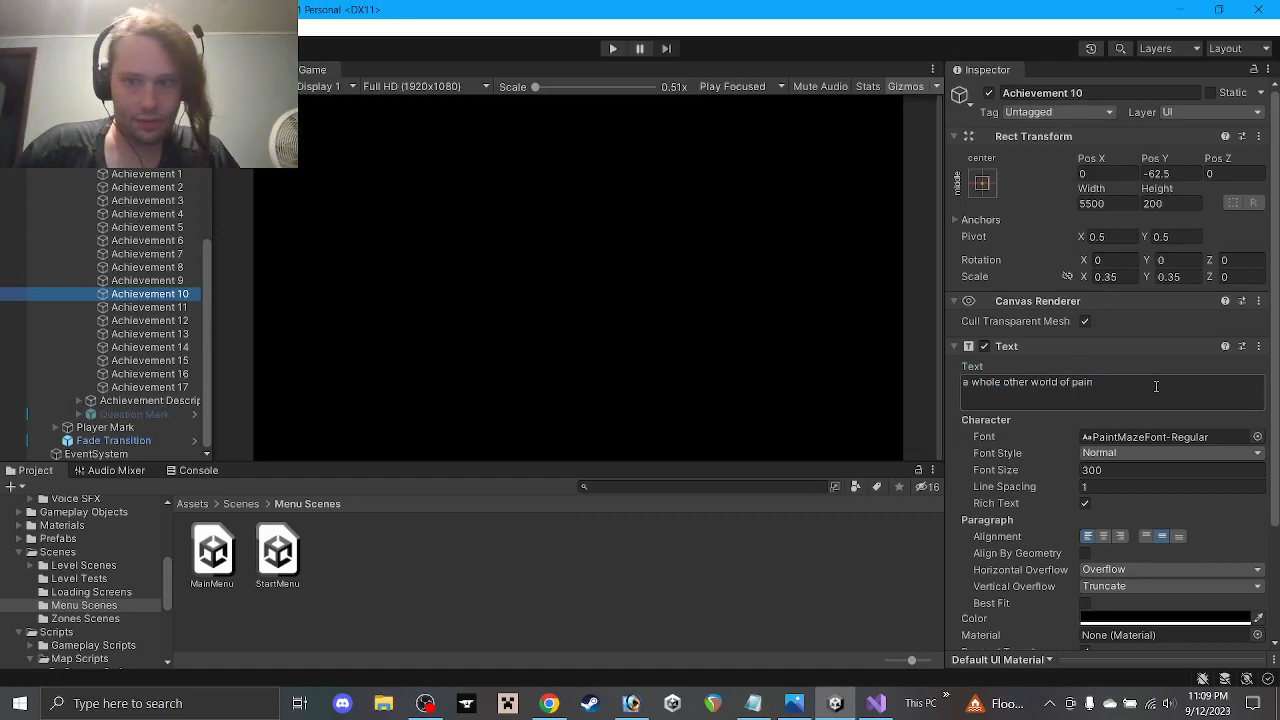 1 Personal <DX11>
Layers
Layout
Game
Display 1
Full HD (1920x1080)
Scale
0.51x
Play Focused
Mute Audio
Stats
Gizmos
Inspector
Achievement 10
Static
Tag
Untagged
Layer
UI
Rect Transform
center
middle
Pos X
Pos Y
Pos Z
0
-62.5
0
Width
Height
5500
200
R
Anchors
Pivot
X 0.5
Y 0.5
Rotation
X 0
Y 0
Z 0
Scale
X 0.35
Y 0.35
Z 0
Canvas Renderer
Cull Transparent Mesh
Text
Text
a whole other world of pain
Character
Font
Aa PaintMazeFont-Regular
Font Style
Normal
Font Size
300
Line Spacing
1
Rich Text
Paragraph
Alignment
Align By Geometry
Horizontal Overflow
Overflow
Vertical Overflow
Truncate
Best Fit
Color
Material
None (Material)
Default UI Material
Achievement 1
Achievement 2
Achievement 3
Achievement 4
Achievement 5
Achievement 6
Achievement 7
Achievement 8
Achievement 9
Achievement 10
Achievement 11
Achievement 12
Achievement 13
Achievement 14
Achievement 15
Achievement 16
Achievement 17
Achievement Descrip
Question Mark
Player Mark
Fade Transition
EventSystem
Project
Audio Mixer
Console
16
Voice SFX
Gameplay Objects
Materials
Prefabs
Scenes
Level Scenes
Level Tests
Loading Screens
Menu Scenes
Zones Scenes
Scripts
Gameplay Scripts
Map Scripts
Assets > Scenes > Menu Scenes
MainMenu
StartMenu
Type here to search
This PC
Foo...
11:09 PM
9/12/2023